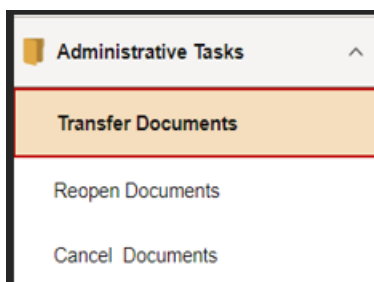 Administrative Tasks
Transfer Documents
Reopen Documents
Cancel Documents